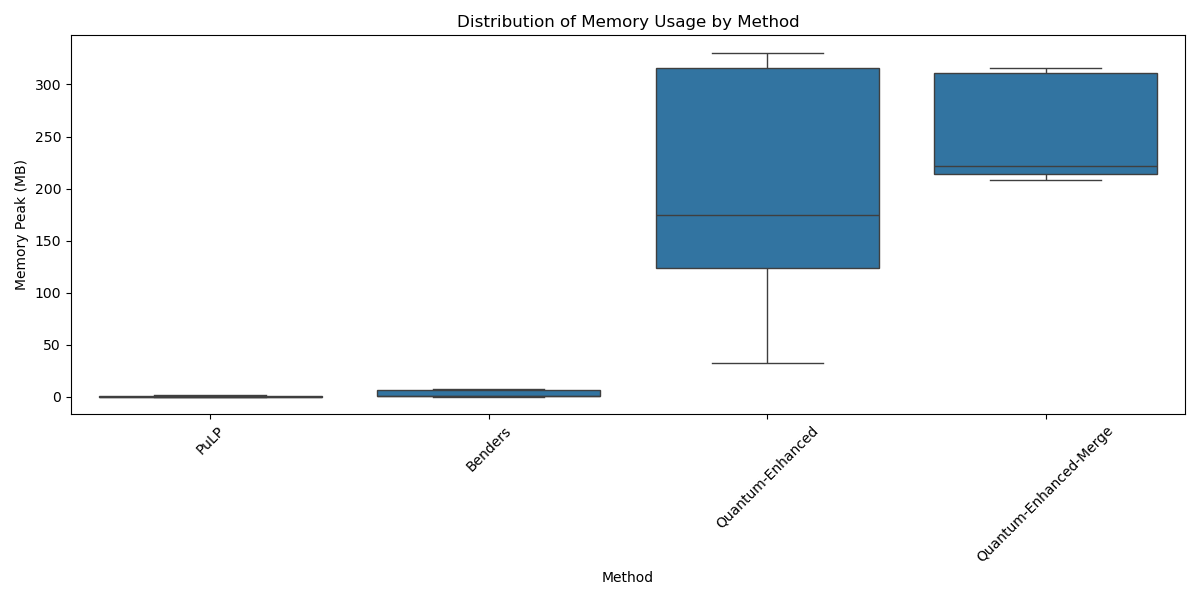 Distribution of Memory Usage by Method
Memory Peak (MB)
300
250
200
150
100
50
0
PuLP
Benders
Quantum-Enhanced
Quantum-Enhanced-Merge
Method